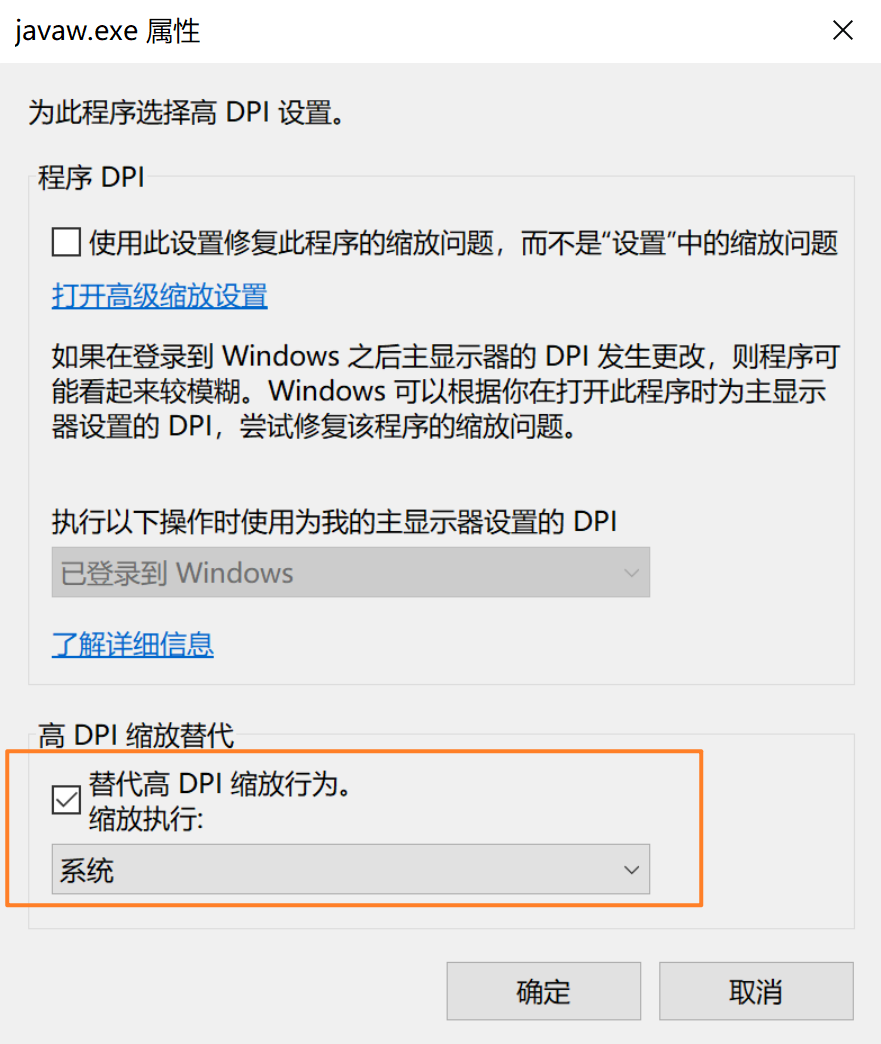 javaw.exe 属性
为此程序选择高 DPI 设置。
程序 DPI
使用此设置修复此程序的缩放问题，而不是“设置”中的缩放问题
打开高级缩放设置
如果在登录到 Windows 之后主显示器的 DPI 发生更改，则程序可
能看起来较模糊。Windows 可以根据你在打开此程序时为主显示
器设置的 DPI，尝试修复该程序的缩放问题。
执行以下操作时使用为我的主显示器设置的 DPI
已登录到 Windows
了解详细信息
高 DPI 缩放替代
替代高 DPI 缩放行为。
缩放执行:
系统
确定
取消